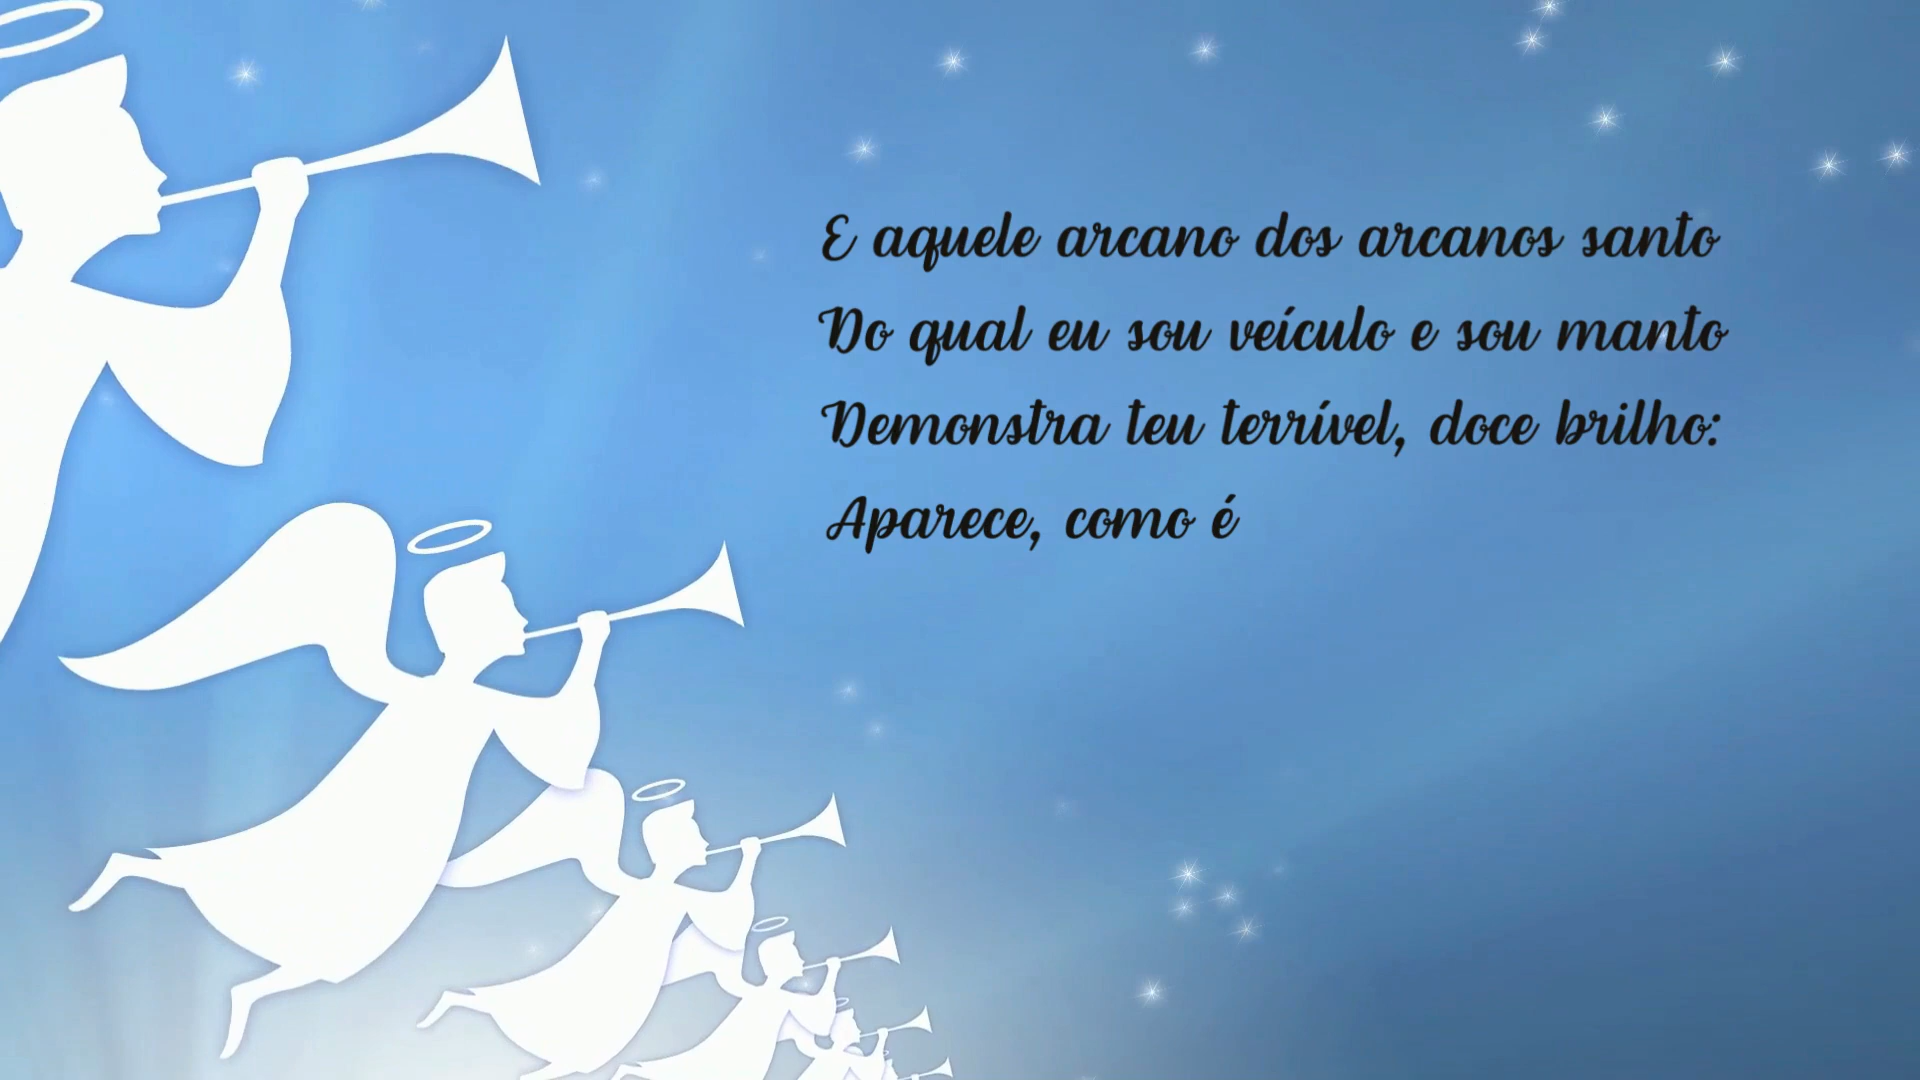 E aquele arcano dos arcanos santo
Do qual eu sou veículo e sou manto
Demonstra teu terrível, doce brilho:
Aparece, como é